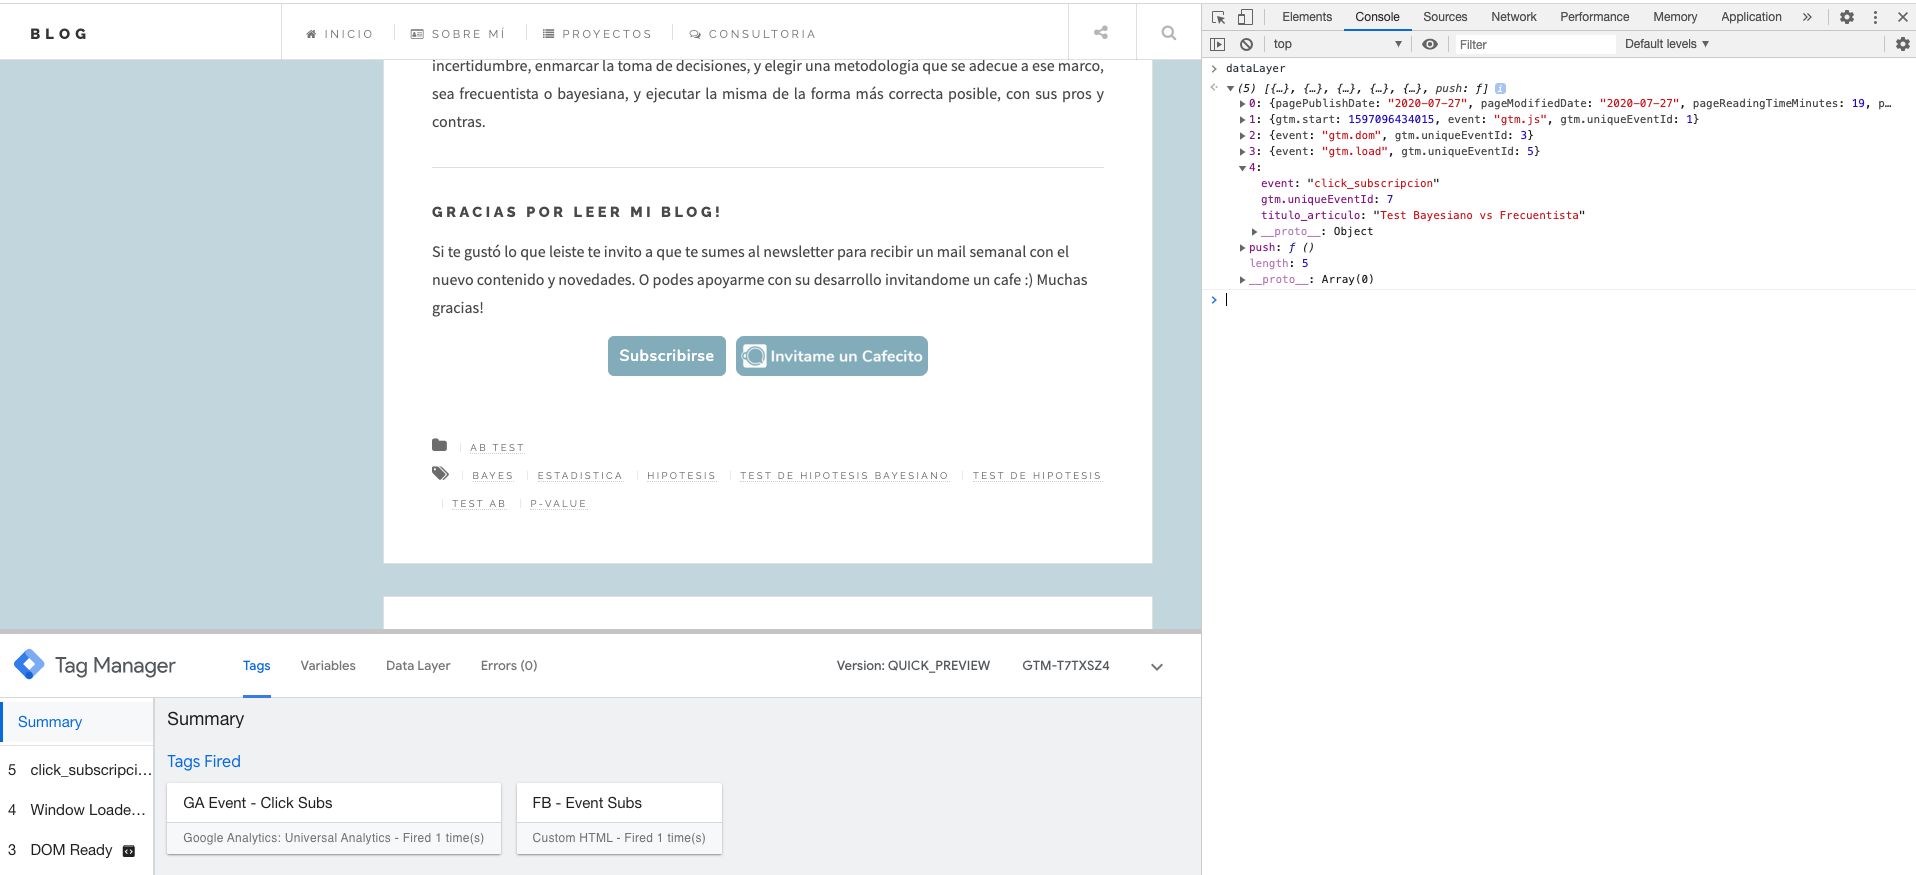 BLOG
INICIO
SOBRE MÍ
PROYECTOS
CONSULTORIA
incertidumbre, enmarcar la toma de decisiones, y elegir una metodología que se adecue a ese marco,
sea frecuentista o bayesiana, y ejecutar la misma de la forma más correcta posible, con sus pros y
contras.
GRACIAS POR LEER MI BLOG!
Si te gustó lo que leiste te invito a que te sumes al newsletter para recibir un mail semanal con el
nuevo contenido y novedades. O podes apoyarme con su desarrollo invitandome un cafe :) Muchas
gracias!
Subscribirse
Invitame un Cafecito
AB TEST
BAYES
ESTADISTICA
HIPOTESIS
TEST DE HIPOTESIS BAYESIANO
TEST DE HIPOTESIS
TEST AB
P-VALUE
Tag Manager
Tags
Variables
Data Layer
Errors (0)
Version: QUICK_PREVIEW
GTM-T7TXSZ4
Summary
5 click_subscripci...
4 Window Loade...
3 DOM Ready
Summary
Tags Fired
GA Event - Click Subs
Google Analytics: Universal Analytics - Fired 1 time(s)
FB - Event Subs
Custom HTML - Fired 1 time(s)
Elements
Console
Sources
Network
Performance
Memory
Application
»
top
Filter
Default levels
dataLayer
(5) [{…}, {…}, {…}, {…}, {…}, push: ƒ]
0: {pagePublishDate: "2020-07-27", pageModifiedDate: "2020-07-27", pageReadingTimeMinutes: 19, p…
1: {gtm.start: 1597096434015, event: "gtm.js", gtm.uniqueEventId: 1}
2: {event: "gtm.dom", gtm.uniqueEventId: 3}
3: {event: "gtm.load", gtm.uniqueEventId: 5}
4:
event: "click_subscripcion"
gtm.uniqueEventId: 7
titulo_articulo: "Test Bayesiano vs Frecuentista"
__proto__: Object
push: ƒ ()
length: 5
__proto__: Array(0)